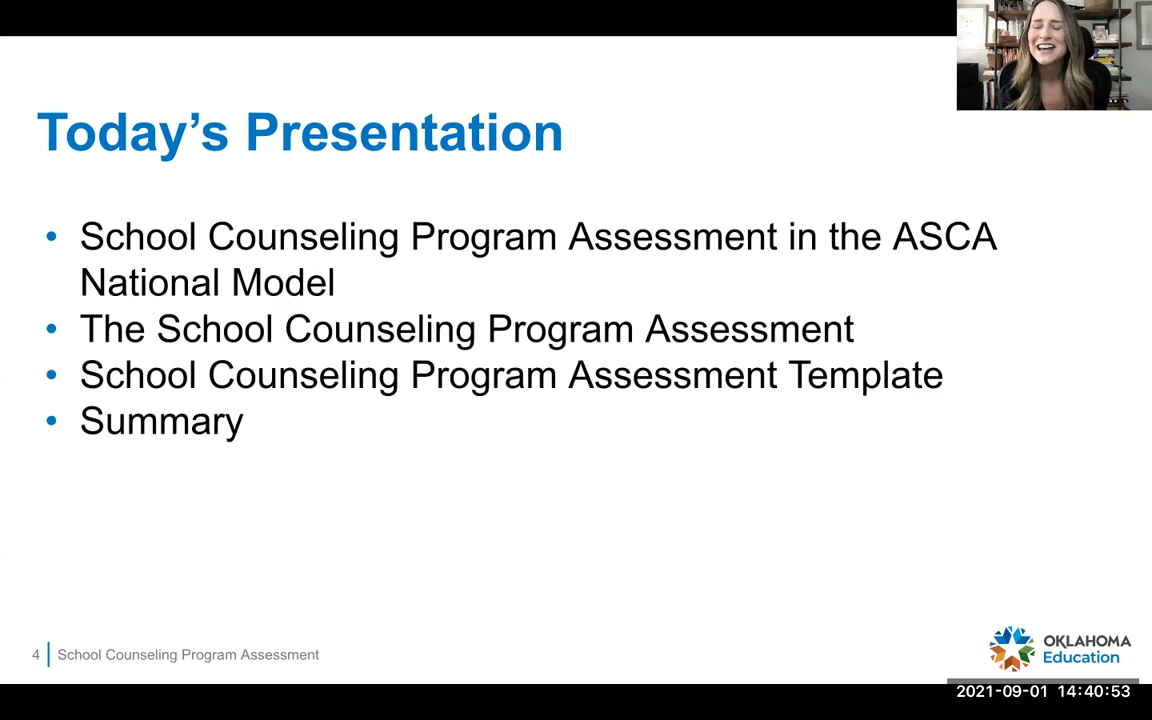 Today’s Presentation
• School Counseling Program Assessment in the ASCA
National Model
• The School Counseling Program Assessment
• School Counseling Program Assessment Template
• Summary
4 School Counseling Program Assessment
OKLAHOMA
Education
2021-09-01 14:40:53